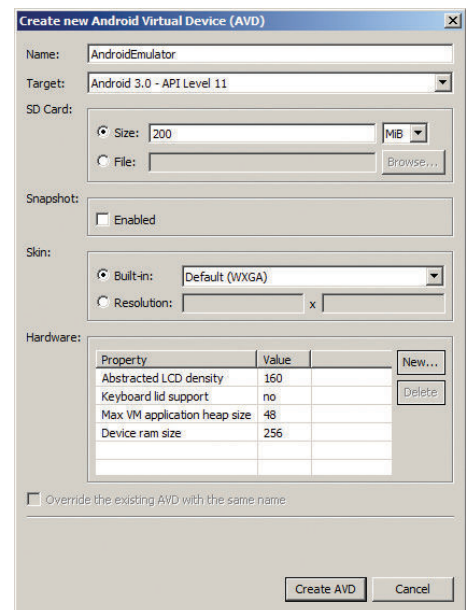 Create new Android Virtual Device (AVD)
Name: AndroidEmulator
Target: Android 3.0 - API Level 11
SD Card:
Size: 200 MiB
File: Browse...
Snapshot:
Enabled
Skin:
Built-in: Default (WXGA)
Resolution: x
Hardware:
Property Value New...
Abstracted LCD density 160 Delete
Keyboard lid support no
Max VM application heap size 48
Device ram size 256
Override the existing AVD with the same name
Create AVD Cancel